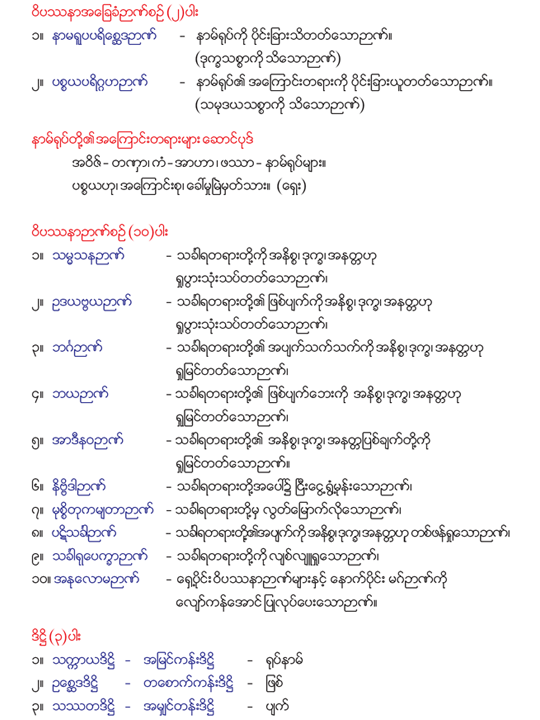 ဝိပဿနာအခြေခံဉာဏ်စဉ် (၂)ပါး
၁။ နာမရူပပရိစ္ဆေဒဉာဏ် - နာမ်ရုပ်ကို ပိုင်းခြားသိတတ်သောဉာဏ်။
(ဒုက္ခသစ္စာကို သိသောဉာဏ်)
၂။ ပစ္စယပရိဂ္ဂဟဉာဏ် - နာမ်ရုပ်၏ အကြောင်းတရားကို ပိုင်းခြားယူတတ်သောဉာဏ်။
(သမုဒယသစ္စာကို သိသောဉာဏ်)
နာမ်ရုပ်တို့၏ အကြောင်းတရားများ ဆောင်ပုဒ်
အဝိဇ် - တဏှာ၊ ကံ - အာဟာ၊ ဖဿာ - နာမ်ရုပ်များ။
ပစ္စယဟု၊ အကြောင်းစု၊ ခေါ်မှုမြဲမှတ်သား။ (ရှေး)
ဝိပဿနာဉာဏ်စဉ် (၁၀)ပါး
၁။ သမ္မသနဉာဏ် - သင်္ခါရတရားတို့ကို အနိစ္စ၊ ဒုက္ခ၊ အနတ္တဟု
ရှုပွားသုံးသပ်တတ်သောဉာဏ်၊
၂။ ဥဒယဗ္ဗယဉာဏ် - သင်္ခါရတရားတို့၏ ဖြစ်ပျက်ကို အနိစ္စ၊ ဒုက္ခ၊ အနတ္တဟု
ရှုပွားသုံးသပ်တတ်သောဉာဏ်၊
၃။ ဘင်္ဂဉာဏ် - သင်္ခါရတရားတို့၏ အပျက်သက်သက်ကို အနိစ္စ၊ ဒုက္ခ၊ အနတ္တဟု
ရှုမြင်တတ်သောဉာဏ်၊
၄။ ဘယဉာဏ် - သင်္ခါရတရားတို့၏ ဖြစ်ပျက်ဘေးကို အနိစ္စ၊ ဒုက္ခ၊ အနတ္တဟု
ရှုမြင်တတ်သောဉာဏ်၊
၅။ အာဒီနဝဉာဏ် - သင်္ခါရတရားတို့၏ အနိစ္စ၊ ဒုက္ခ၊ အနတ္တပြစ်ချက်တို့ကို
ရှုမြင်တတ်သောဉာဏ်။
၆။ နိဗ္ဗိဒါဉာဏ် - သင်္ခါရတရားတို့အပေါ်၌ ငြီးငွေ့ရွံ့မုန်းသောဉာဏ်၊
၇။ မုစ္စိတုကမျတာဉာဏ် - သင်္ခါရတရားတို့မှ လွတ်မြောက်လိုသောဉာဏ်၊
၈။ ပဋိသင်္ခါဉာဏ် - သင်္ခါရတရားတို့၏အပျက်ကို အနိစ္စ၊ ဒုက္ခ၊ အနတ္တဟု တစ်ဖန်ရှုသောဉာဏ်၊
၉။ သင်္ခါရုပေက္ခာဉာဏ် - သင်္ခါရတရားတို့ကို လျစ်လျူရှုသောဉာဏ်၊
၁၀။ အနုလောမဉာဏ် - ရှေ့ပိုင်း ဝိပဿနာဉာဏ်များနှင့် နောက်ပိုင်း မဂ်ဉာဏ်ကို
လျော်ကန်အောင် ပြုလုပ်ပေးသောဉာဏ်။
ဒိဋ္ဌိ (၃)ပါး
၁။ သက္ကာယဒိဋ္ဌိ - အမြင်ကန်းဒိဋ္ဌိ - ရုပ်နာမ်
၂။ ဥစ္ဆေဒဒိဋ္ဌိ - တစောက်ကန်းဒိဋ္ဌိ - ဖြစ်
၃။ သဿတဒိဋ္ဌိ - အမျှင်တန်းဒိဋ္ဌိ - ပျက်